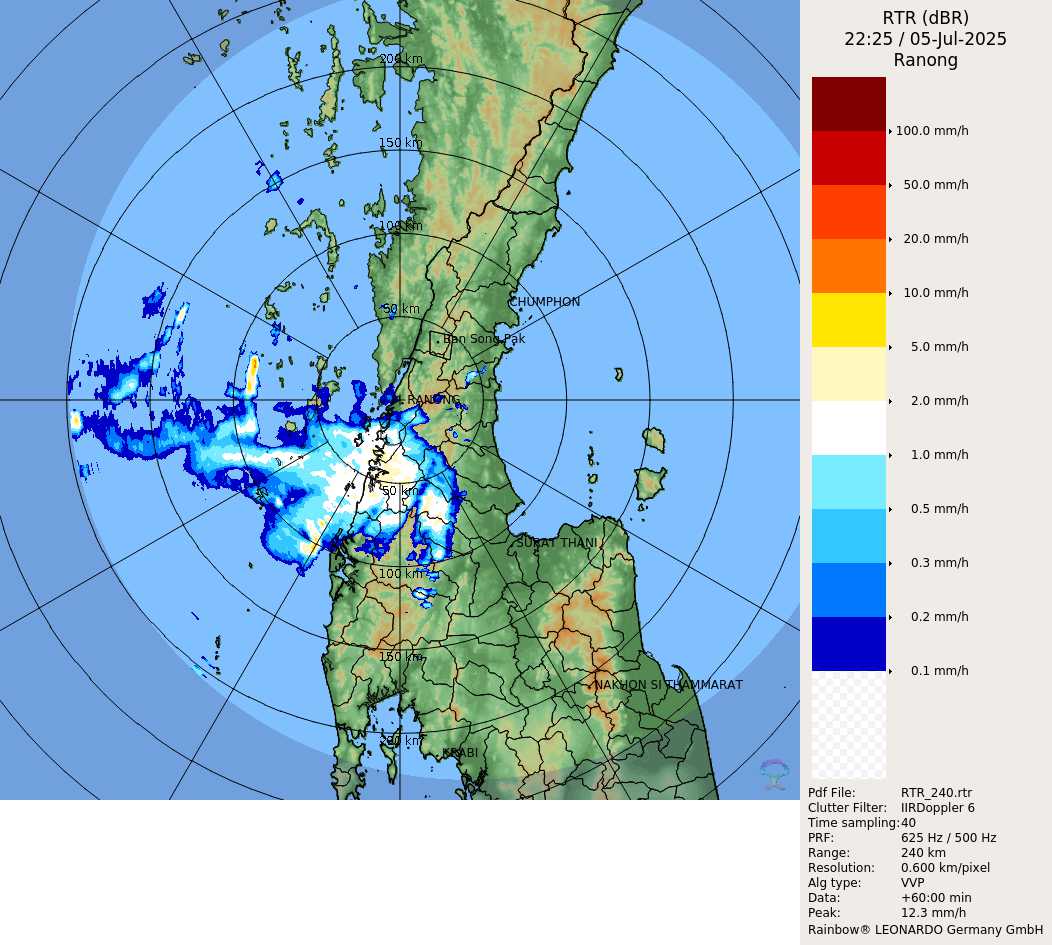 RTR (dBR)
22:25 / 05-Jul-2025
Ranong
100.0 mm/h
50.0 mm/h
20.0 mm/h
10.0 mm/h
5.0 mm/h
2.0 mm/h
1.0 mm/h
0.5 mm/h
0.3 mm/h
0.2 mm/h
0.1 mm/h
200 km
150 km
100 km
50 km
CHUMPHON
Ban Song Pak
RANONG
50 km
SURAT THANI
100 km
150 km
NAKHON SI THAMMARAT
200 km
KRABI
Pdf File: RTR_240.rtr
Clutter Filter: IIRDoppler 6
Time sampling: 40
PRF: 625 Hz / 500 Hz
Range: 240 km
Resolution: 0.600 km/pixel
Alg type: VVP
Data: +60:00 min
Peak: 12.3 mm/h
Rainbow® LEONARDO Germany GmbH